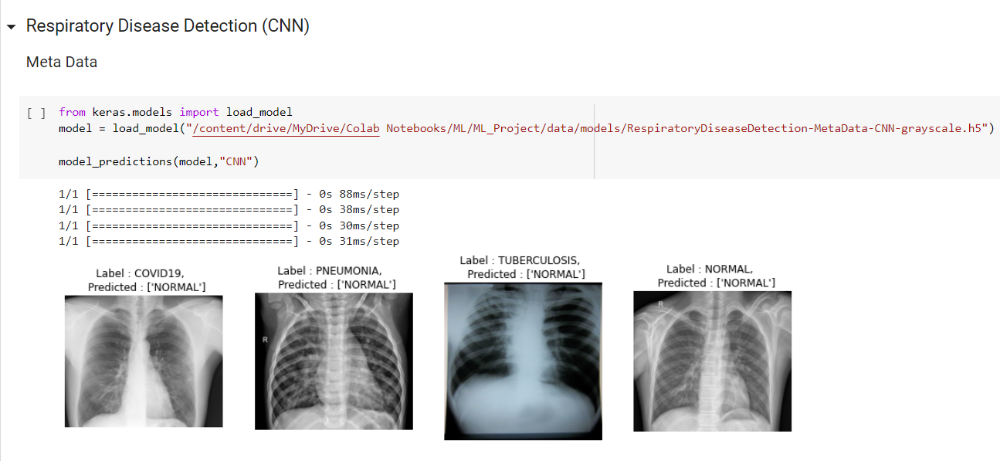 Respiratory Disease Detection (CNN)
Meta Data
[ ] from keras.models import load_model
model = load_model("/content/drive/MyDrive/Colab Notebooks/ML/ML_Project/data/models/RespiratoryDiseaseDetection-MetaData-CNN-grayscale.h5")
model_predictions(model,"CNN")
1/1 [==============================] - 0s 88ms/step
1/1 [==============================] - 0s 38ms/step
1/1 [==============================] - 0s 30ms/step
1/1 [==============================] - 0s 31ms/step
Label : COVID19,
Predicted : ['NORMAL']
Label : PNEUMONIA,
Predicted : ['NORMAL']
R
Label : TUBERCULOSIS,
Predicted : ['NORMAL']
Label : NORMAL,
Predicted : ['NORMAL']
R